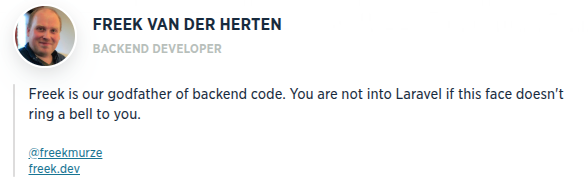 FREEK VAN DER HERTEN
BACKEND DEVELOPER
Freek is our godfather of backend code. You are not into Laravel if this face doesn't
ring a bell to you.
@freekmurze
freek.dev